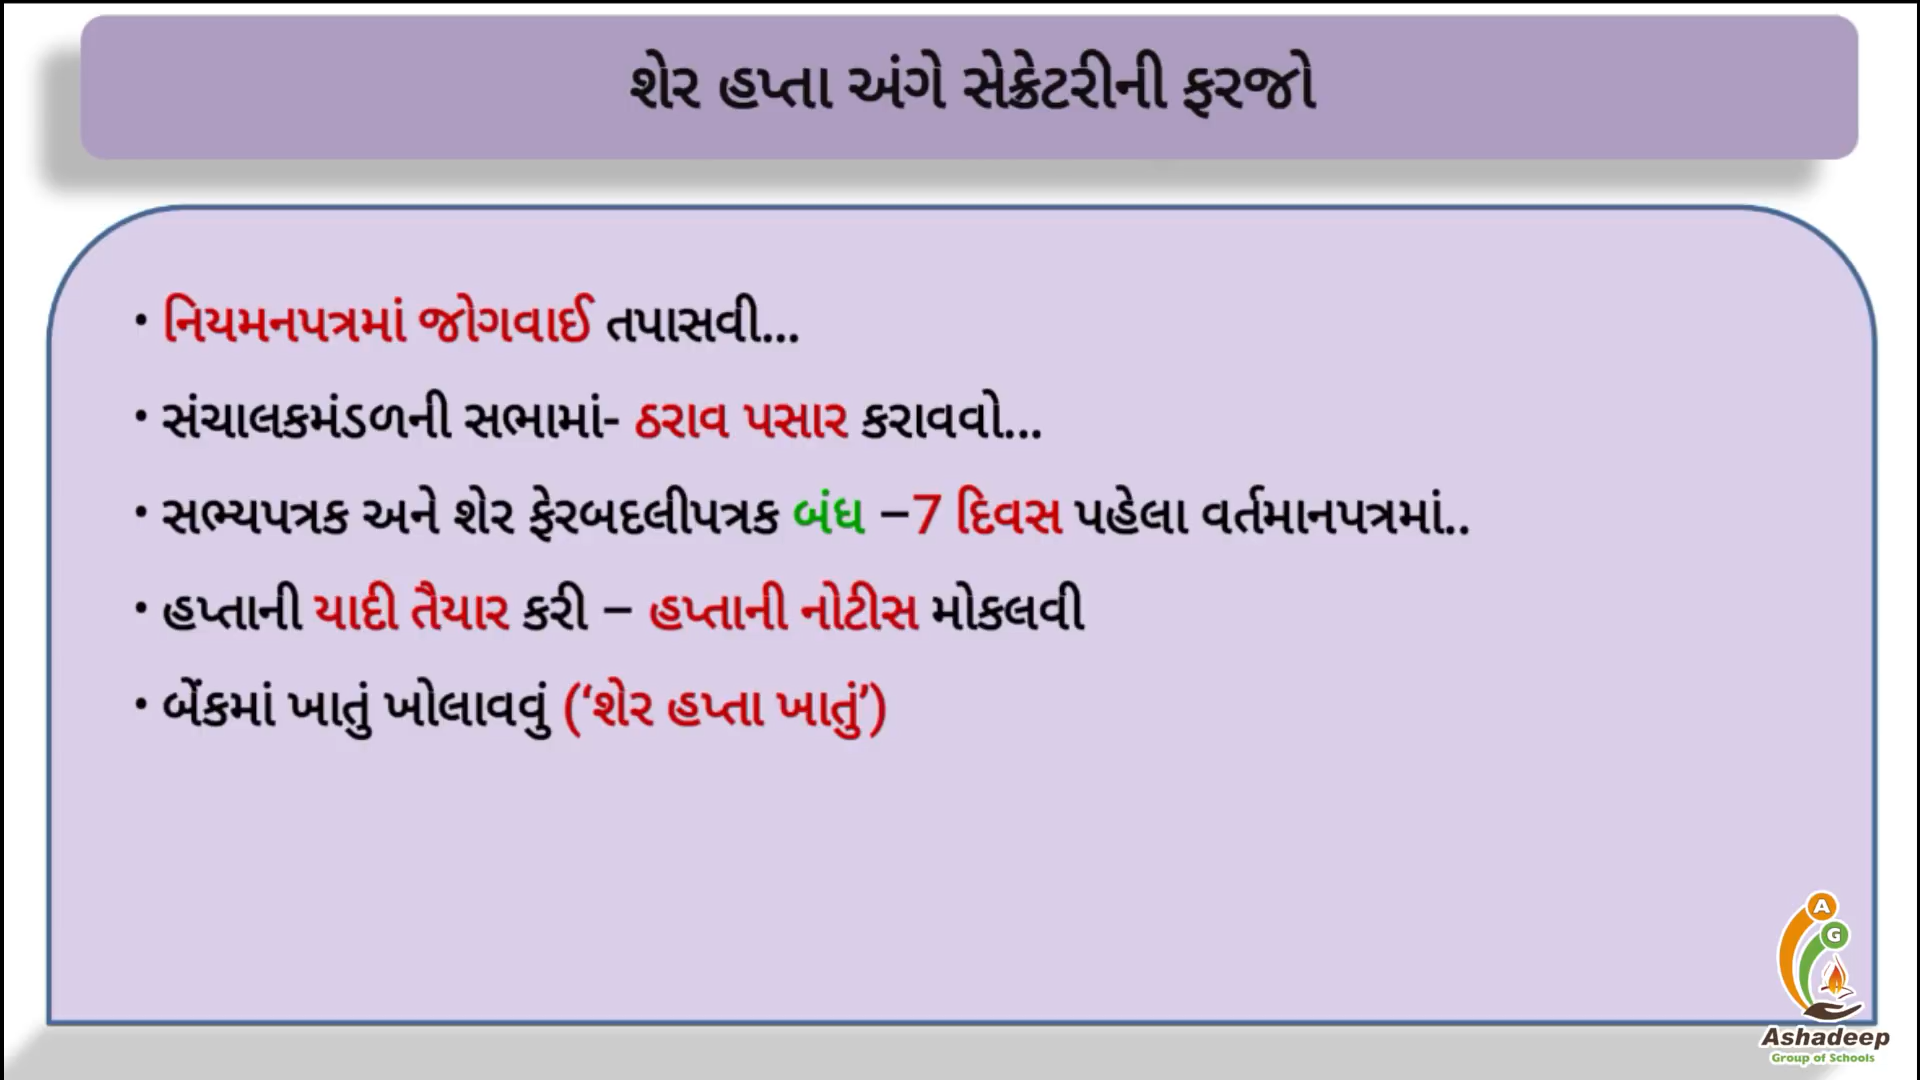 શેર હપ્તા અંગે સેક્રેટરીની ફરજો
• નિયમનપત્રમાં જોગવાઈ તપાસવી...
• સંચાલકમંડળની સભામાં- ઠરાવ પસાર કરાવવો...
• સભ્યપત્રક અને શેર ફેરબદલીપત્રક બંધ –7 દિવસ પહેલા વર્તમાનપત્રમાં..
• હપ્તાની યાદી તૈયાર કરી – હપ્તાની નોટીસ મોકલવી
• બેંકમાં ખાતું ખોલાવવું (‘શેર હપ્તા ખાતું’)
A
G
Ashadeep
Group of Schools